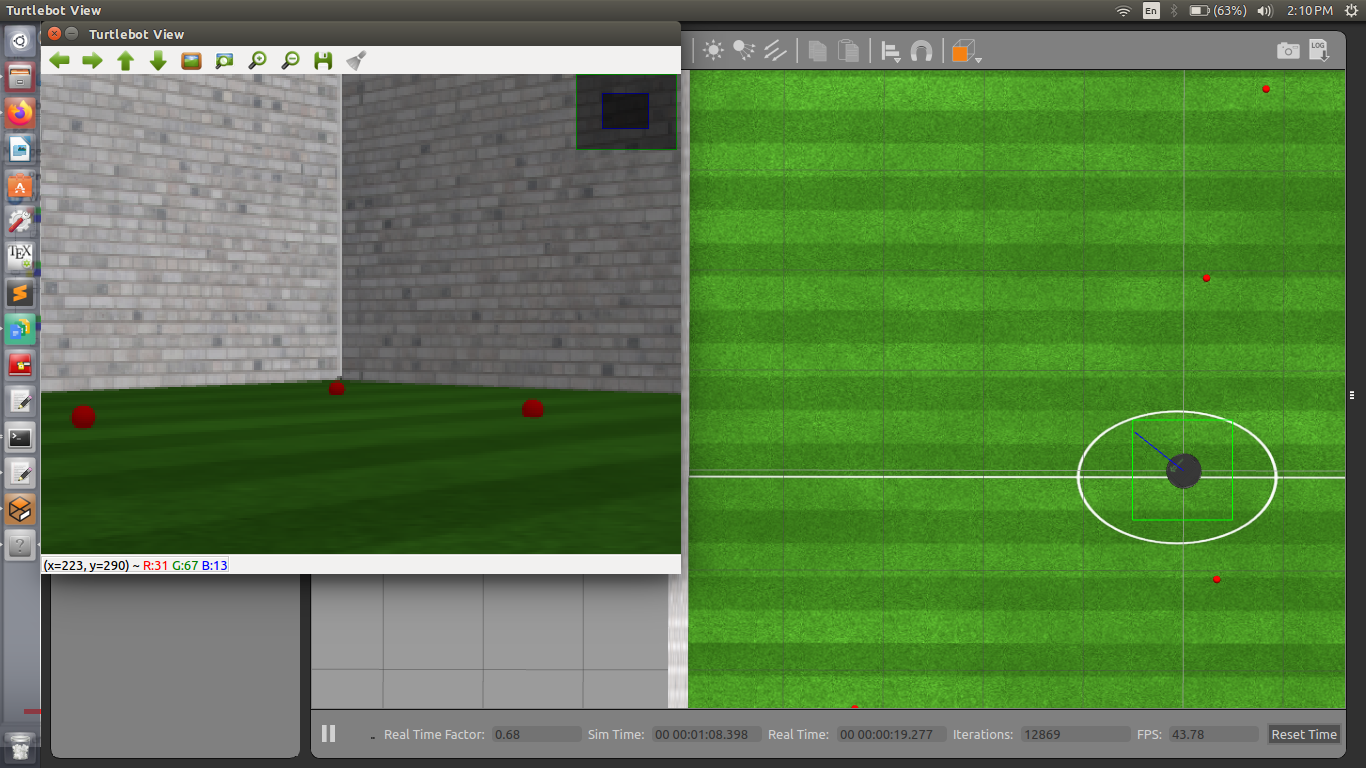 Turtlebot View
En
(63%)
2:10 PM
Turtlebot View
LOG
TEX
(x=223, y=290) ~ R:31 G:67 B:13
Real Time Factor: 0.68 Sim Time: 00 00:01:08.398 Real Time: 00 00:00:19.277 Iterations: 12869 FPS: 43.78 Reset Time